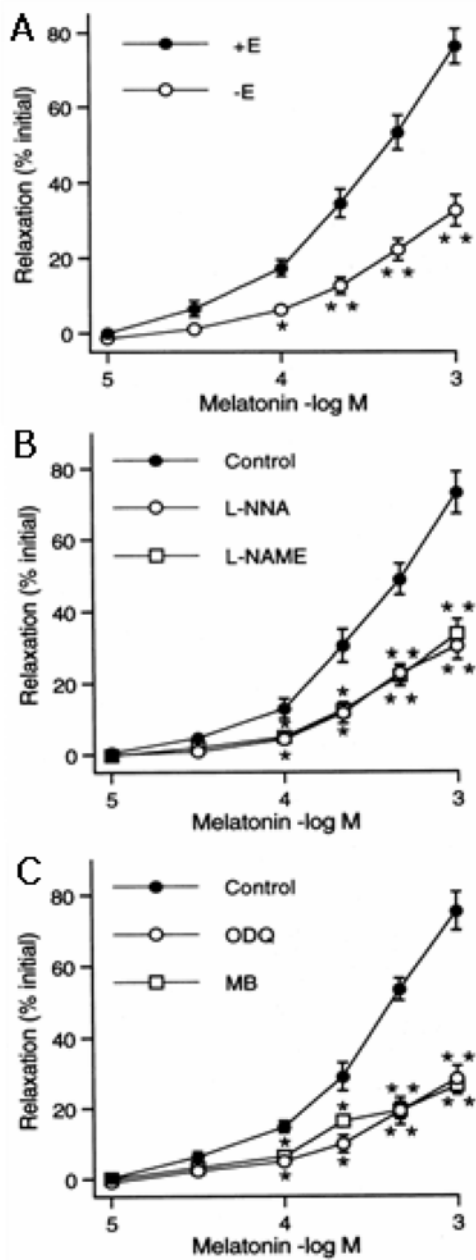 A
+E
-E
Relaxation (% initial)
80
60
40
20
0
* ** ** **
5 4 3
Melatonin -log M
B
Control
L-NNA
L-NAME
Relaxation (% initial)
80
60
40
20
0
* * ** **
* * ** **
5 4 3
Melatonin -log M
C
Control
ODQ
MB
Relaxation (% initial)
80
60
40
20
0
* * ** **
* * ** **
5 4 3
Melatonin -log M